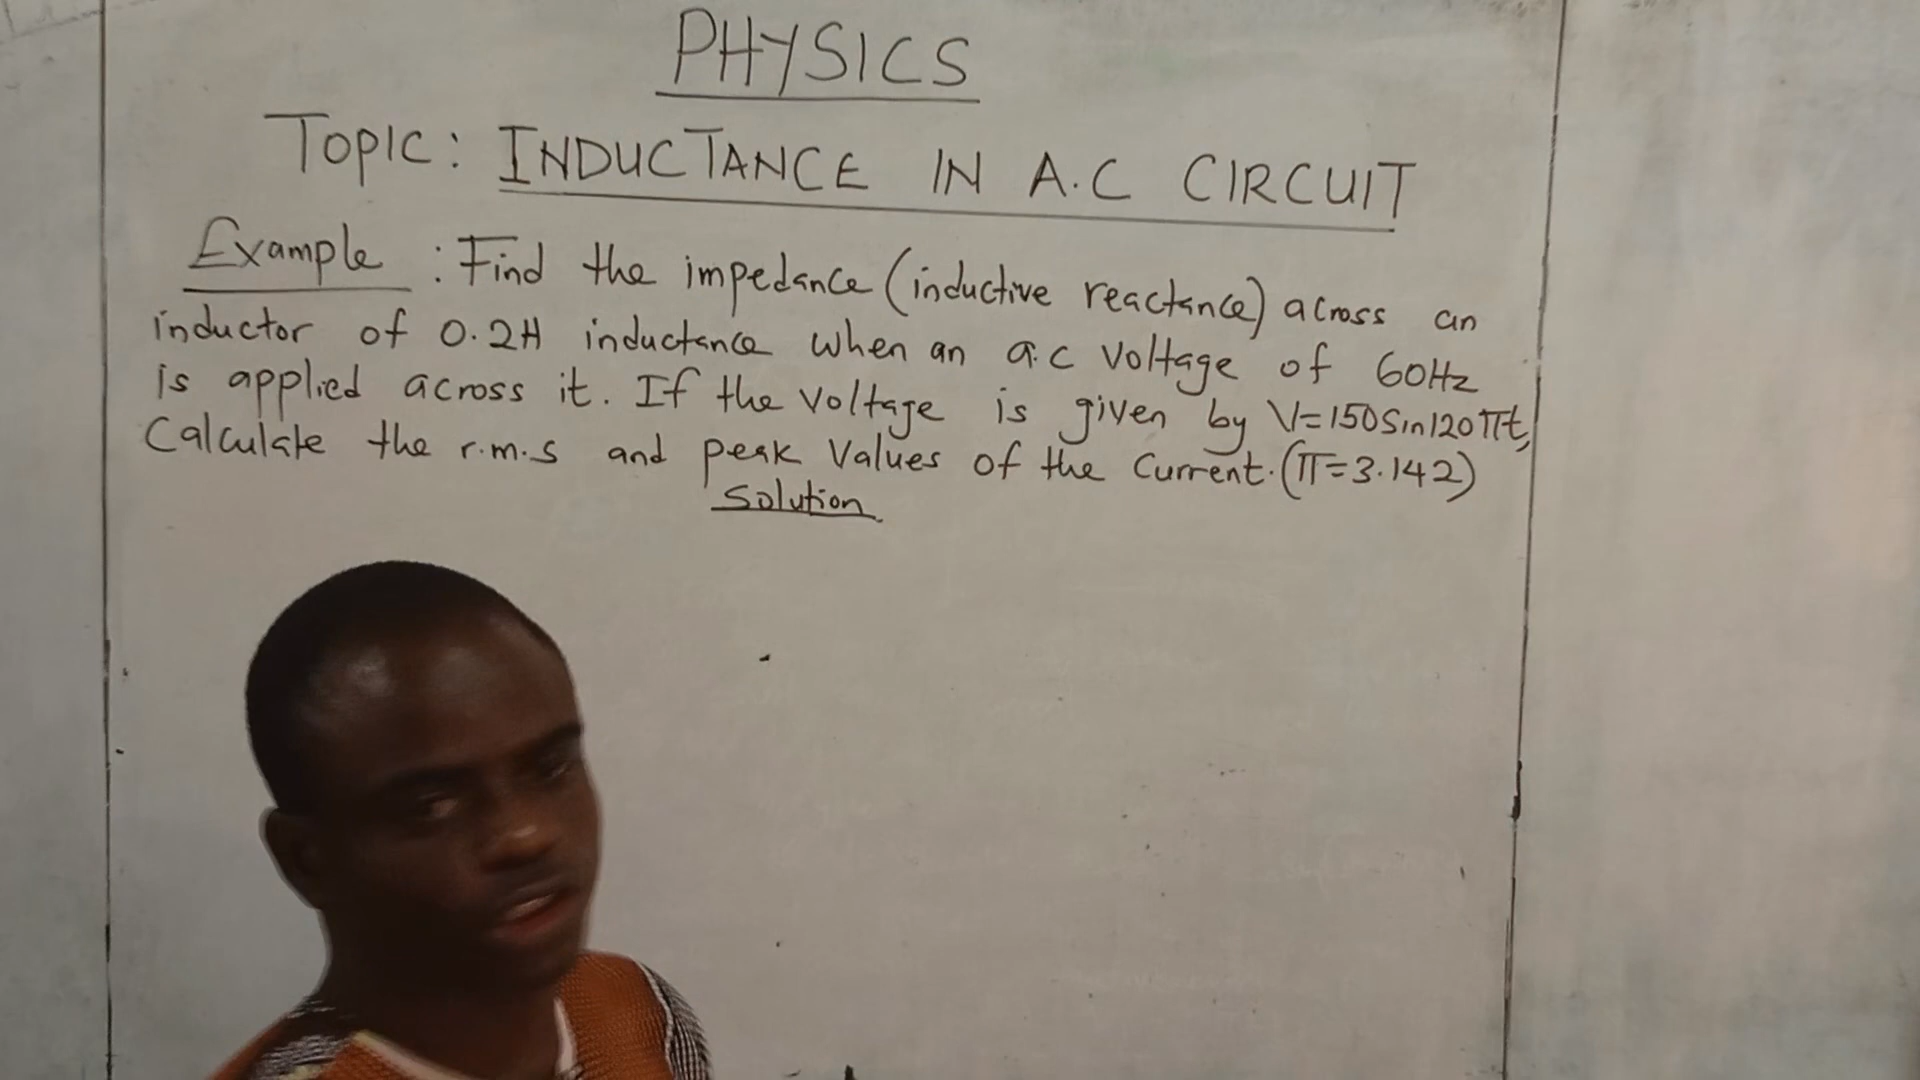 PHYSICS
TOPIC: INDUCTANCE IN A.C CIRCUIT
Example: Find the impedance (inductive reactance) across an
inductor of 0.2H inductance when an a.c voltage of 60Hz
is applied across it. If the voltage is given by V=150Sin120πt,
Calculate the r.m.s and peak values of the current. (π=3.142)
Solution